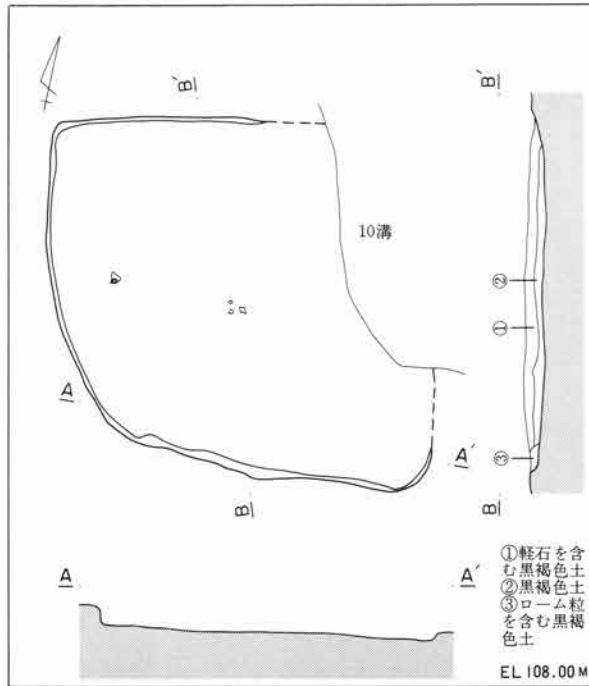 B′
B′
10溝
②
①
A
A′
③
B
B
A
A′
①軽石を含
む黒褐色土
②黒褐色土
③ローム粒
を含む黒褐
色土
EL 108.00M